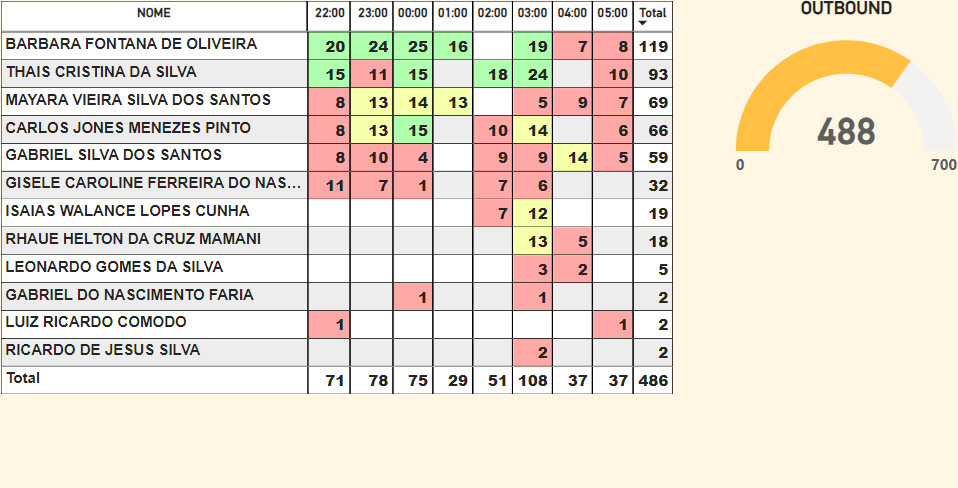 NOME 22:00 23:00 00:00 01:00 02:00 03:00 04:00 05:00 Total
BARBARA FONTANA DE OLIVEIRA 20 24 25 16 19 7 8 119
THAIS CRISTINA DA SILVA 15 11 15 18 24 10 93
MAYARA VIEIRA SILVA DOS SANTOS 8 13 14 13 5 9 7 69
CARLOS JONES MENEZES PINTO 8 13 15 10 14 6 66
GABRIEL SILVA DOS SANTOS 8 10 4 9 9 14 5 59
GISELE CAROLINE FERREIRA DO NAS... 11 7 1 7 6 32
ISAIAS WALANCE LOPES CUNHA 7 12 19
RHAUE HELTON DA CRUZ MAMANI 13 5 18
LEONARDO GOMES DA SILVA 3 2 5
GABRIEL DO NASCIMENTO FARIA 1 1 2
LUIZ RICARDO COMODO 1 1 2
RICARDO DE JESUS SILVA 2 2
Total 71 78 75 29 51 108 37 37 486
OUTBOUND
488
0 700